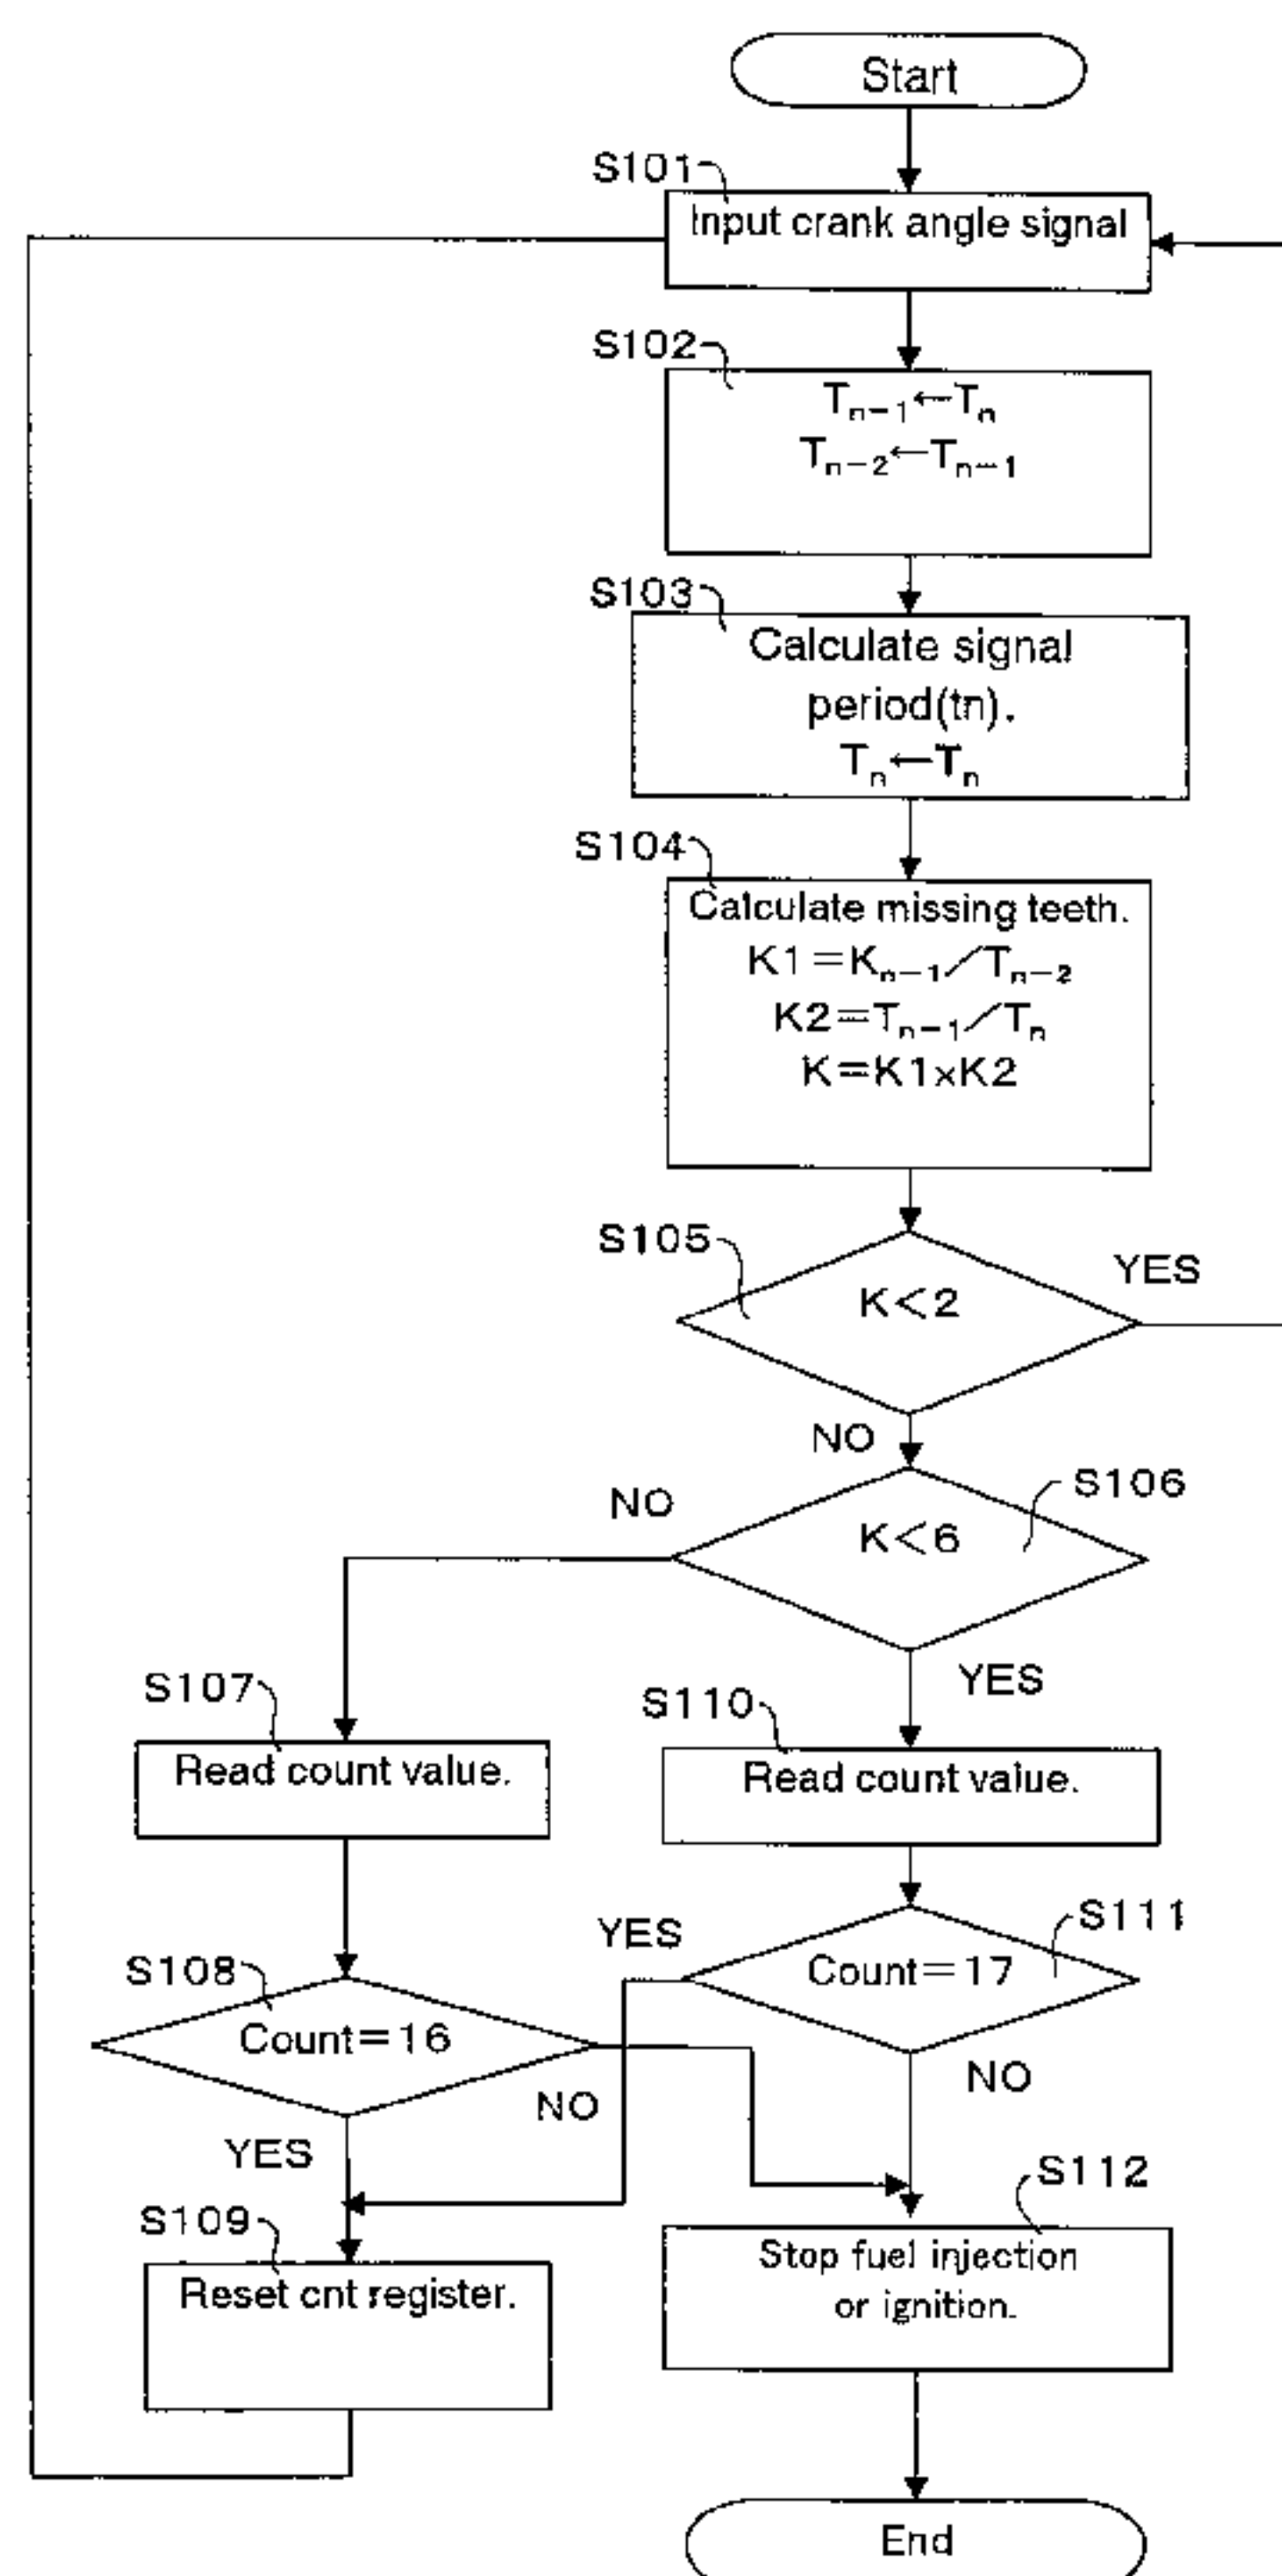 Start
S101
Input crank angle signal
S102
Tn−1←Tn
Tn−2←Tn−1
S103
Calculate signal
period(tn).
Tn←Tn
S104
Calculate missing teeth.
K1=Kn−1/Tn−2
K2=Tn−1/Tn
K=K1×K2
S105
K<2
YES
NO
S106
K<6
NO
YES
S107
Read count value.
S110
Read count value.
S111
Count=17
YES
NO
S108
Count=16
NO
YES
S109
Reset cnt register.
S112
Stop fuel injection
or ignition.
End